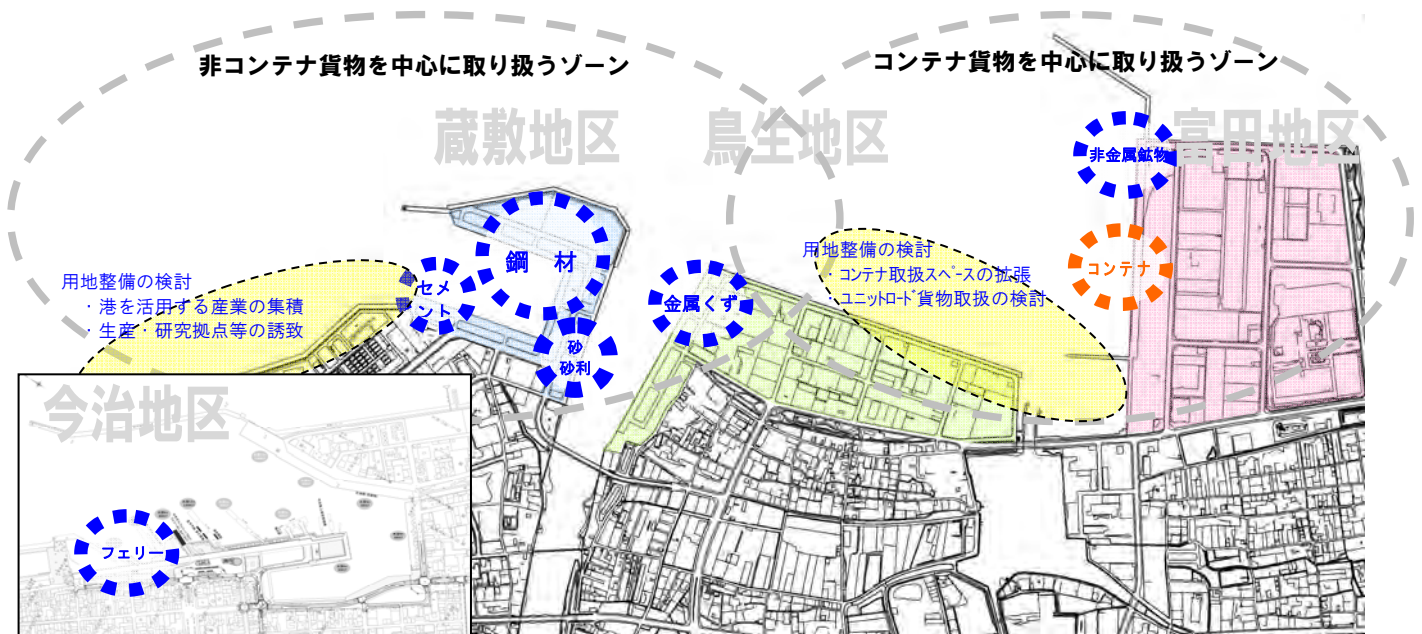 非コンテナ貨物を中心に取り扱うゾーン
コンテナ貨物を中心に取り扱うゾーン
蔵敷地区
鳥生地区
富田地区
非金属鉱物
鋼 材
コンテナ
用地整備の検討
・港を活用する産業の集積
・生産・研究拠点等の誘致
セメ
ント
金属くず
用地整備の検討
コンテナ取扱スペースの拡張
ユニットロード貨物取扱の検討
砂
砂利
今治地区
フェリー